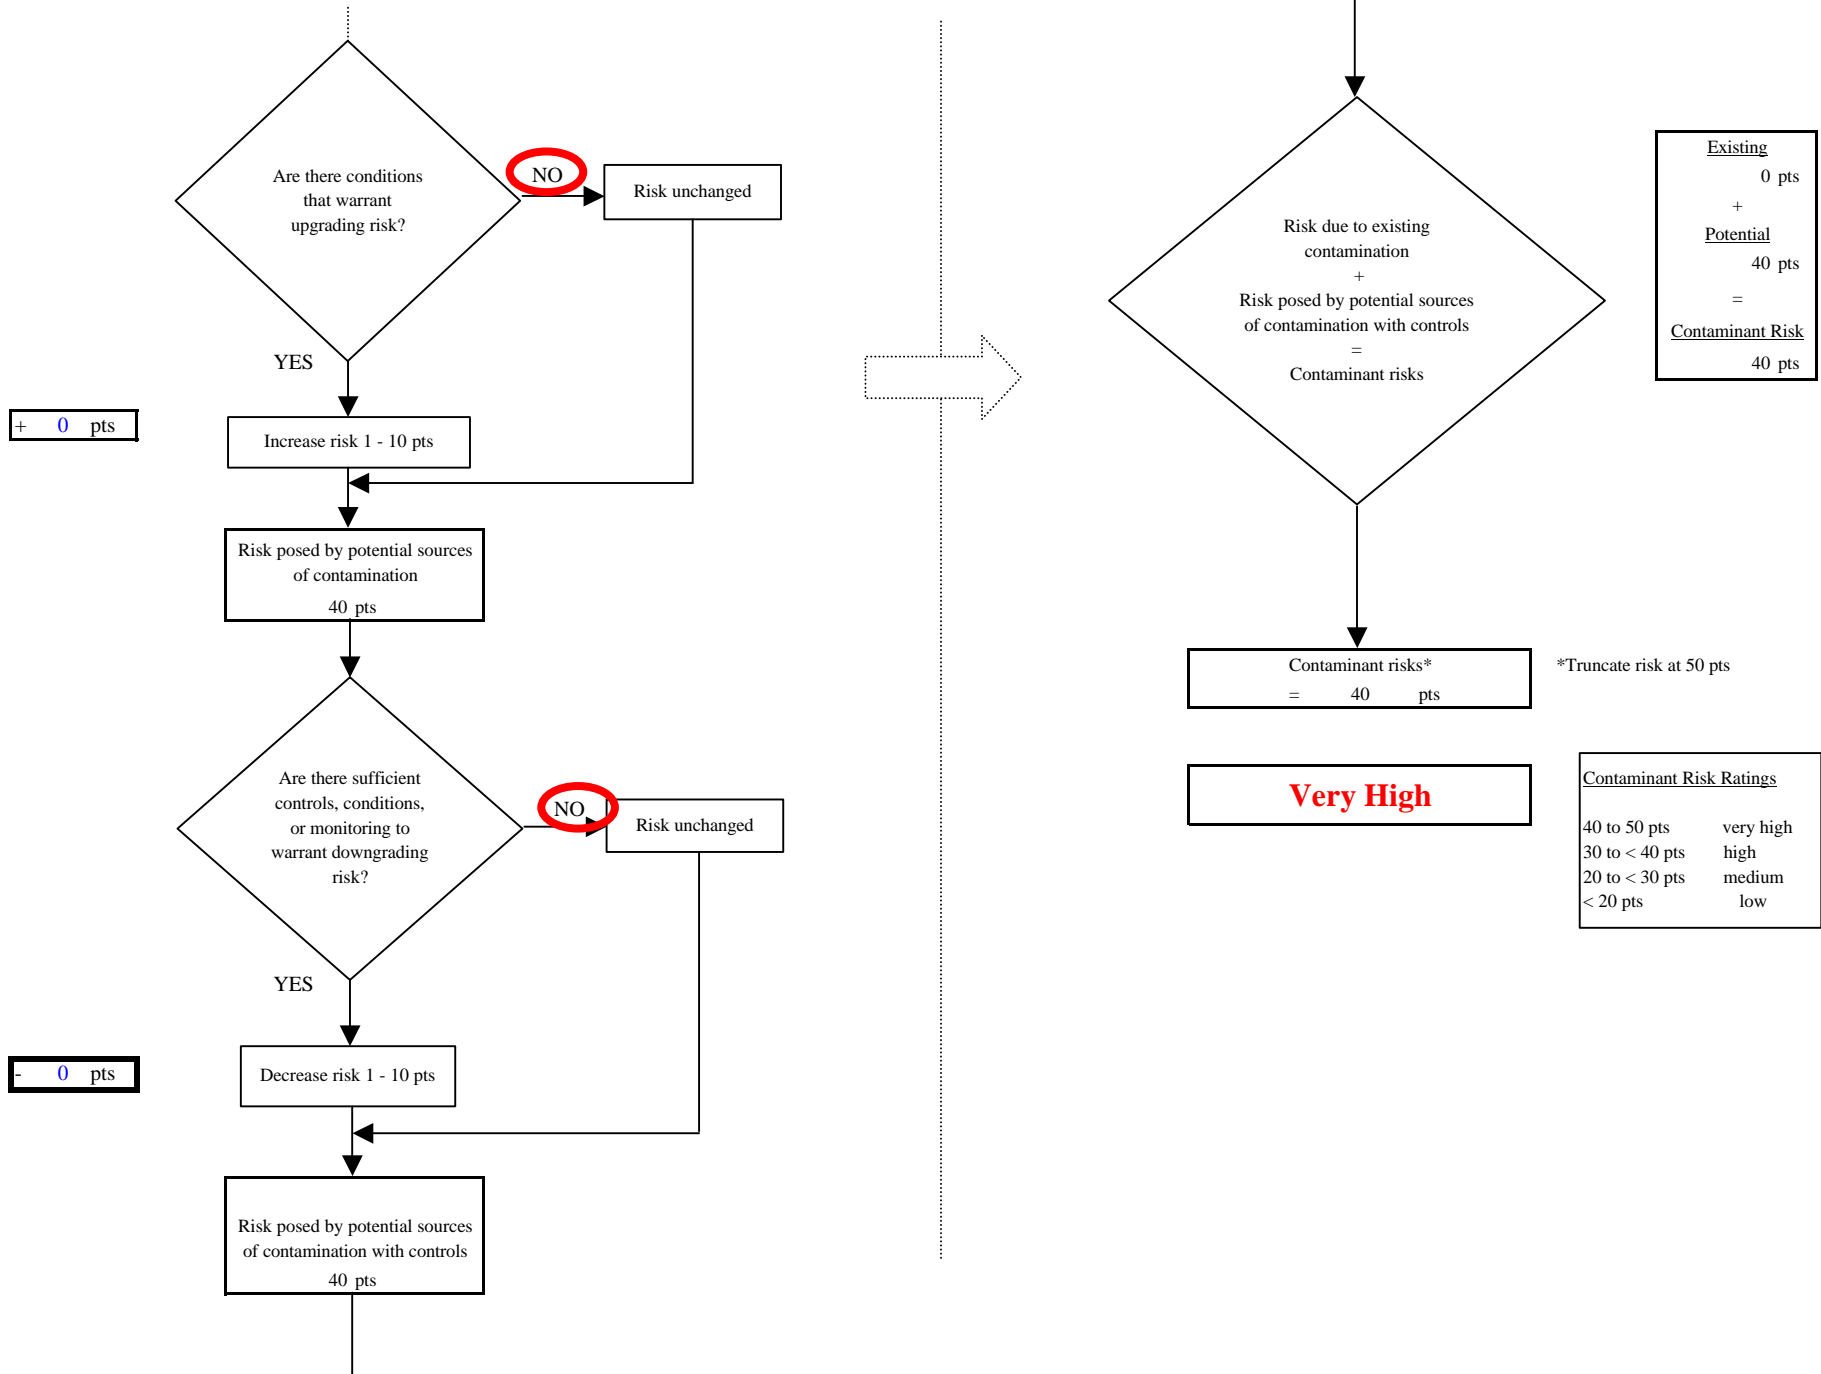 Are there conditions
that warrant
upgrading risk?
NO
Risk unchanged
YES
+ 0 pts
Increase risk 1 - 10 pts
Risk posed by potential sources
of contamination
40 pts
Are there sufficient
controls, conditions,
or monitoring to
warrant downgrading
risk?
NO
Risk unchanged
YES
- 0 pts
Decrease risk 1 - 10 pts
Risk posed by potential sources
of contamination with controls
40 pts
Risk due to existing
contamination
+
Risk posed by potential sources
of contamination with controls
=
Contaminant risks
Existing
0 pts
+
Potential
40 pts
=
Contaminant Risk
40 pts
Contaminant risks*
= 40 pts
*Truncate risk at 50 pts
Very High
Contaminant Risk Ratings
40 to 50 pts very high
30 to < 40 pts high
20 to < 30 pts medium
< 20 pts low